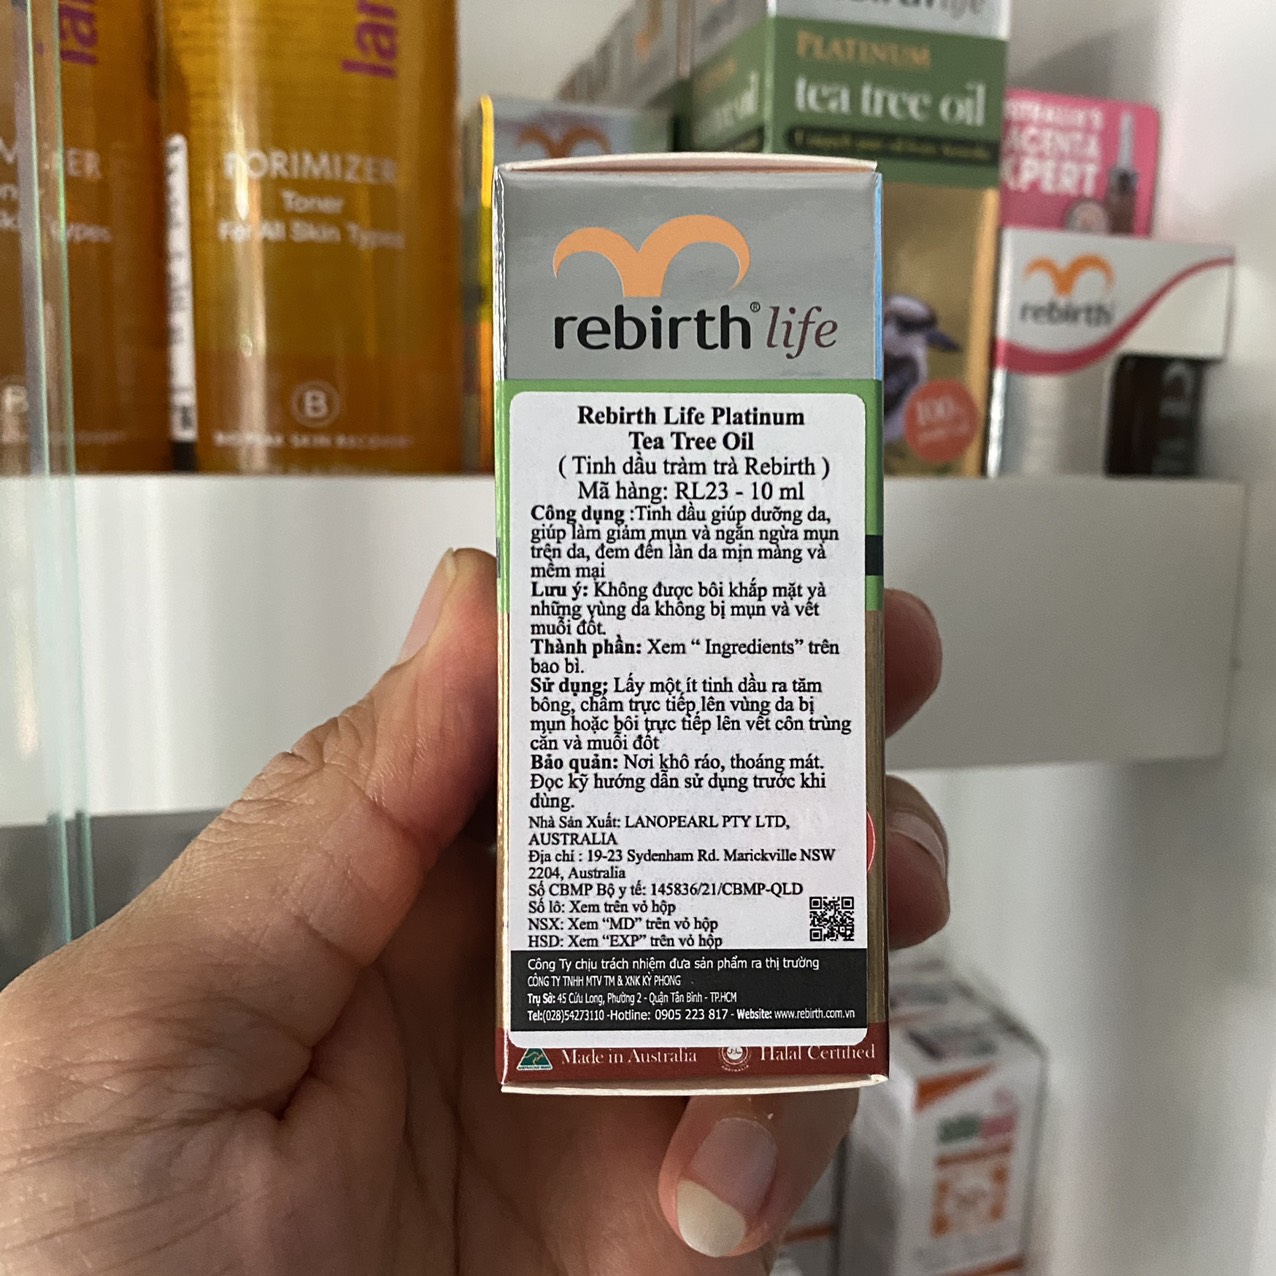 PORIMIZER
Toner
For All Skin Types
B
PLATINUM
tea tree oil
rebirth
100%
rebirth® life
Rebirth Life Platinum
Tea Tree Oil
( Tinh dầu tràm trà Rebirth )
Mã hàng: RL23 - 10 ml
Công dụng :Tinh dầu giúp dưỡng da,
giúp làm giảm mụn và ngăn ngừa mụn
trên da, đem đến làn da mịn màng và
mềm mại
Lưu ý: Không được bôi khắp mặt và
những vùng da không bị mụn và vết
muỗi đốt.
Thành phần: Xem “ Ingredients” trên
bao bì.
Sử dụng: Lấy một ít tinh dầu ra tăm
bông, chấm trực tiếp lên vùng da bị
mụn hoặc bôi trực tiếp lên vết côn trùng
cắn và muỗi đốt
Bảo quản: Nơi khô ráo, thoáng mát.
Đọc kỹ hướng dẫn sử dụng trước khi
dùng.
Nhà Sản Xuất: LANOPEARL PTY LTD,
AUSTRALIA
Địa chỉ : 19-23 Sydenham Rd. Marickville NSW
2204, Australia
Số CBMP Bộ y tế: 145836/21/CBMP-QLD
Số lô: Xem trên vỏ hộp
NSX: Xem “MD” trên vỏ hộp
HSD: Xem “EXP” trên vỏ hộp
Công Ty chịu trách nhiệm đưa sản phẩm ra thị trường
CÔNG TY TNHH MTV TM & XNK KỲ PHONG
Trụ Sở: 45 Cửu Long, Phường 2 - Quận Tân Bình - TP.HCM
Tel:(028)54273110 -Hotline: 0905 223 817 - Website: www.rebirth.com.vn
Made in Australia
Halal Certified